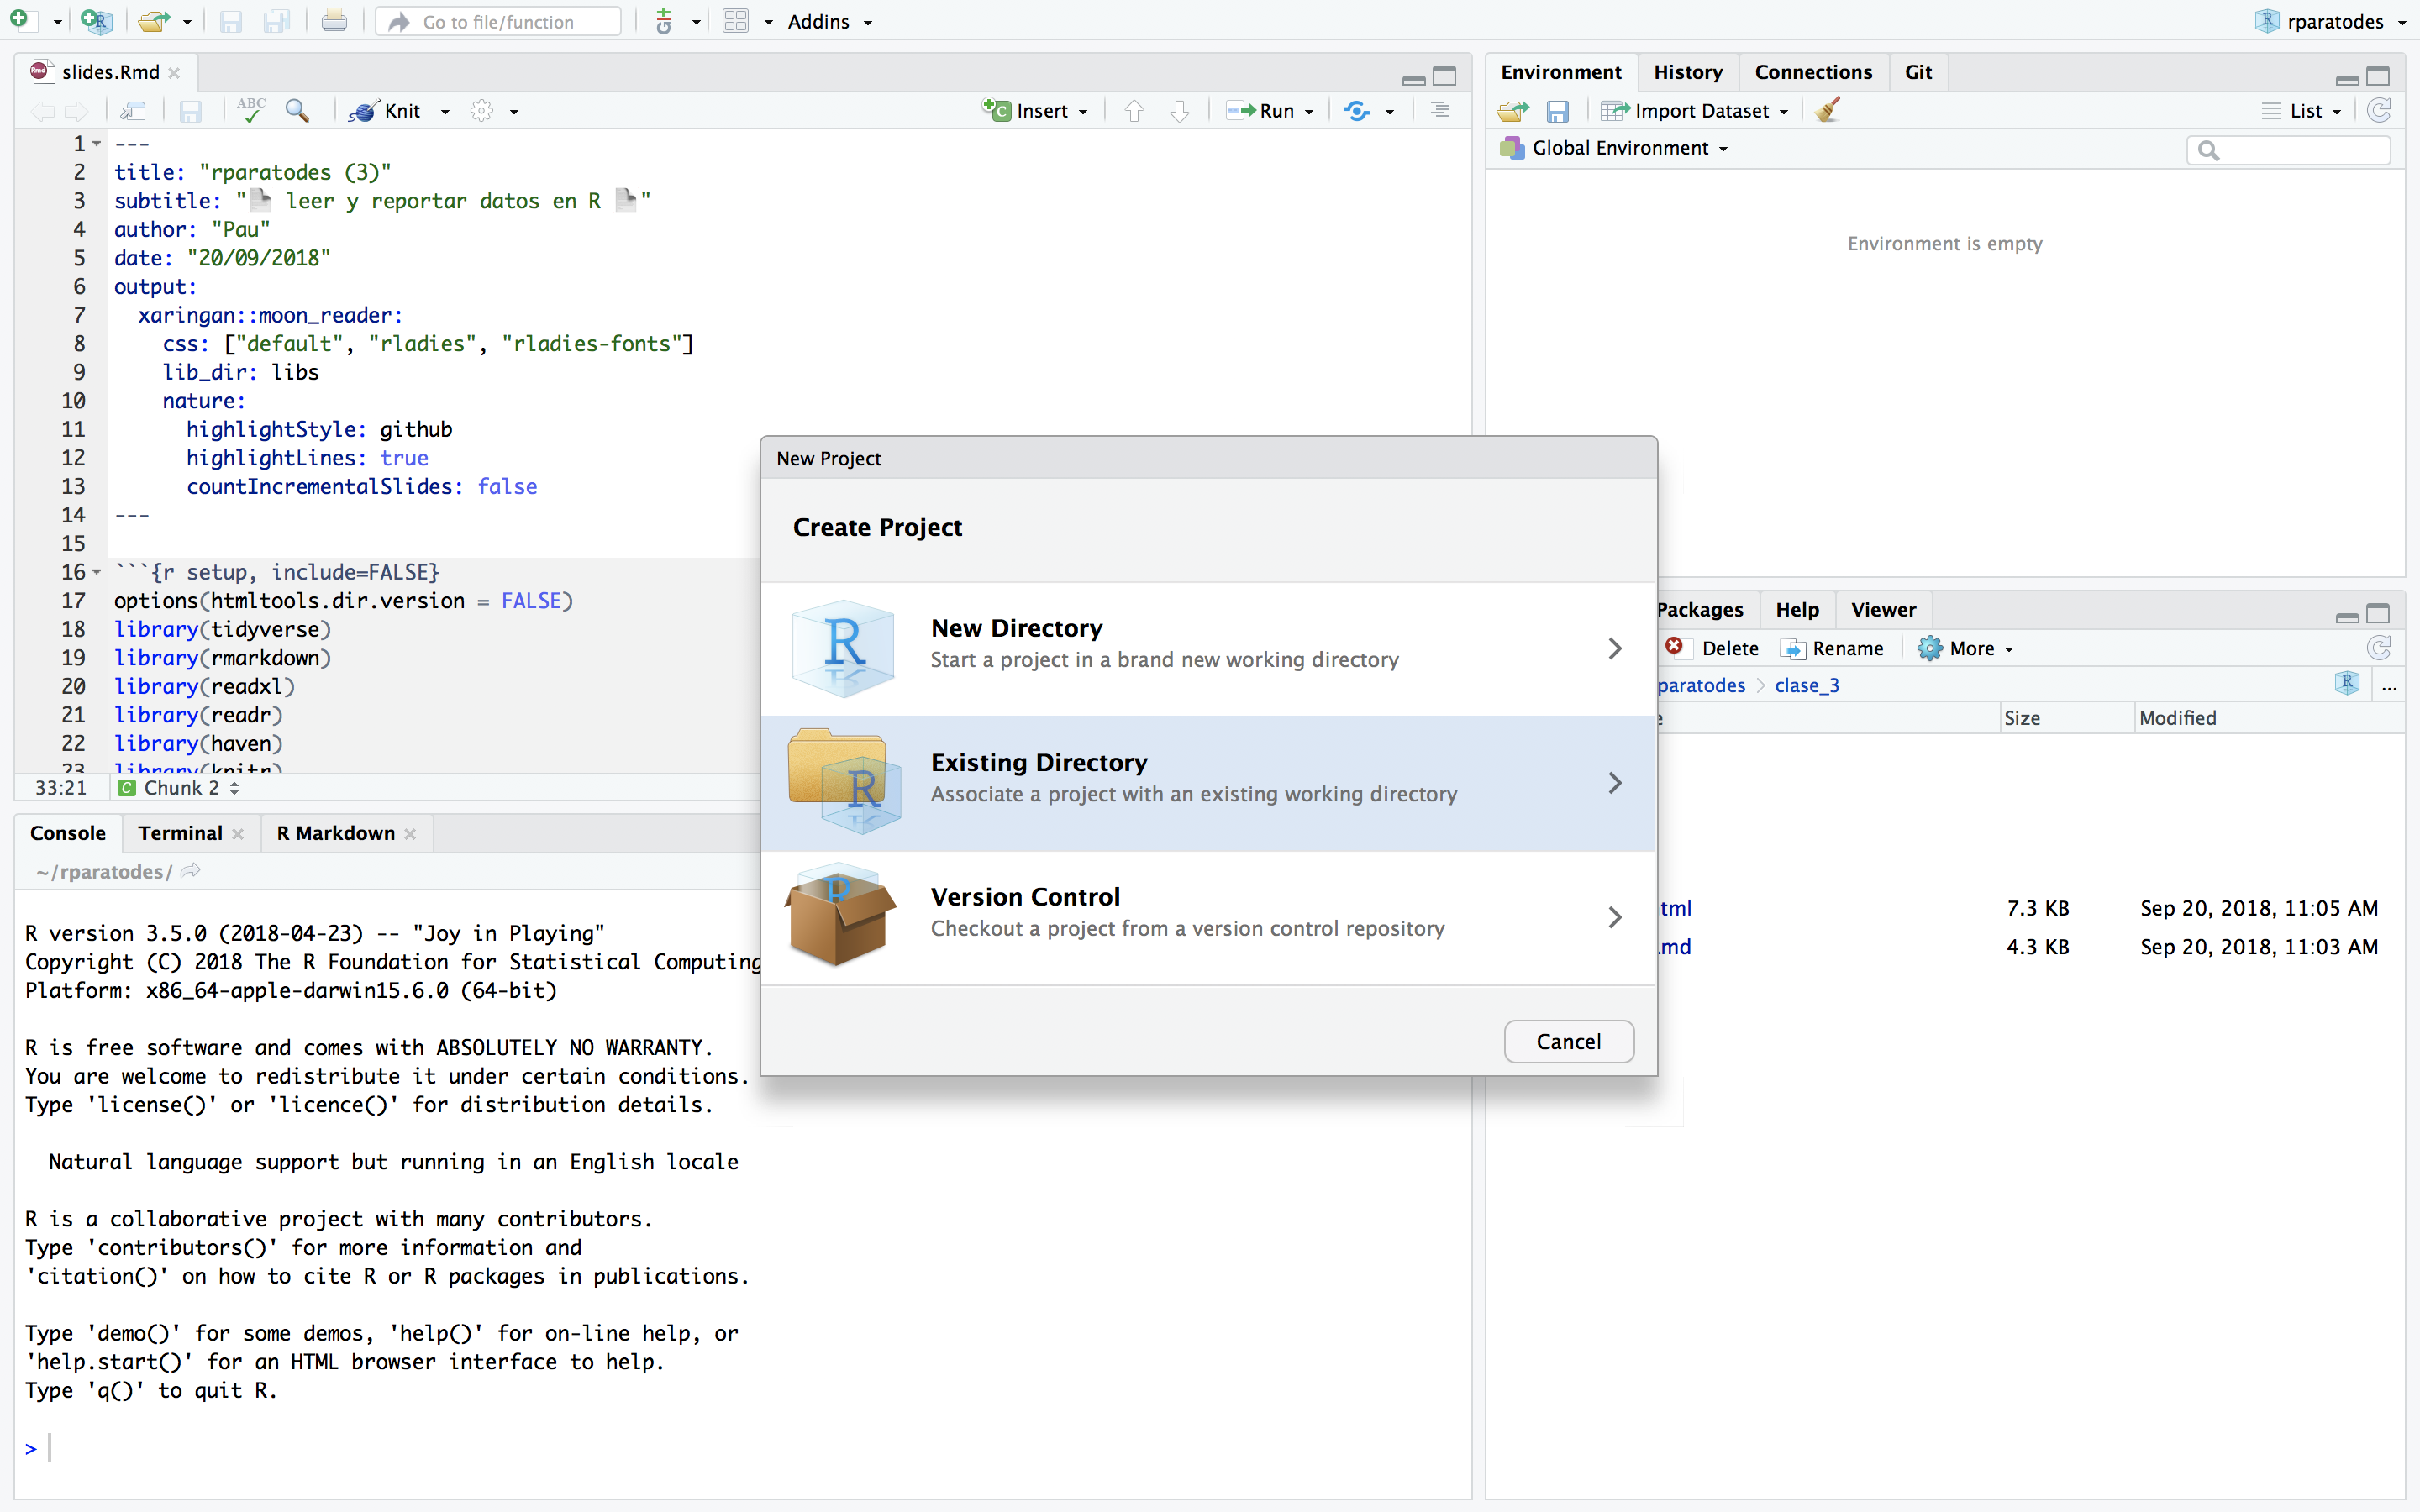 Go to file/function
Addins
rparatodes
slides.Rmd
ABC
Knit
Insert
Run
1 ---
2 title: "rparatodes (3)"
3 subtitle: " leer y reportar datos en R "
4 author: "Pau"
5 date: "20/09/2018"
6 output:
7 xaringan::moon_reader:
8 css: ["default", "rladies", "rladies-fonts"]
9 lib_dir: libs
10 nature:
11 highlightStyle: github
12 highlightLines: true
13 countIncrementalSlides: false
14 ---
15
16 ```{r setup, include=FALSE}
17 options(htmltools.dir.version = FALSE)
18 library(tidyverse)
19 library(rmarkdown)
20 library(readxl)
21 library(readr)
22 library(haven)
23 library(knitr)
33:21 C Chunk 2
Console Terminal R Markdown
~/rparatodes/
R version 3.5.0 (2018-04-23) -- "Joy in Playing"
Copyright (C) 2018 The R Foundation for Statistical Computing
Platform: x86_64-apple-darwin15.6.0 (64-bit)
R is free software and comes with ABSOLUTELY NO WARRANTY.
You are welcome to redistribute it under certain conditions.
Type 'license()' or 'licence()' for distribution details.
Natural language support but running in an English locale
R is a collaborative project with many contributors.
Type 'contributors()' for more information and
'citation()' on how to cite R or R packages in publications.
Type 'demo()' for some demos, 'help()' for on-line help, or
'help.start()' for an HTML browser interface to help.
Type 'q()' to quit R.
>
New Project
Create Project
New Directory
Start a project in a brand new working directory
Existing Directory
Associate a project with an existing working directory
Version Control
Checkout a project from a version control repository
Cancel
Environment History Connections Git
Import Dataset List
Global Environment
Environment is empty
Packages Help Viewer
Delete Rename More
paratodes clase_3 ...
Size Modified
tml 7.3 KB Sep 20, 2018, 11:05 AM
md 4.3 KB Sep 20, 2018, 11:03 AM